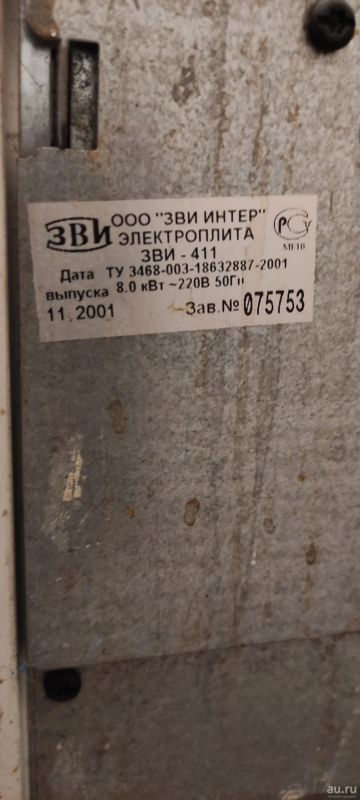 ЗВИ
ООО "ЗВИ ИНТЕР"
ЭЛЕКТРОПЛИТА
ЗВИ - 411
ТУ 3468-003-18632887-2001
Дата выпуска 8.0 кВт ~220В 50Гц
11.2001 Зав.№ 075753
РСТ
au.ru